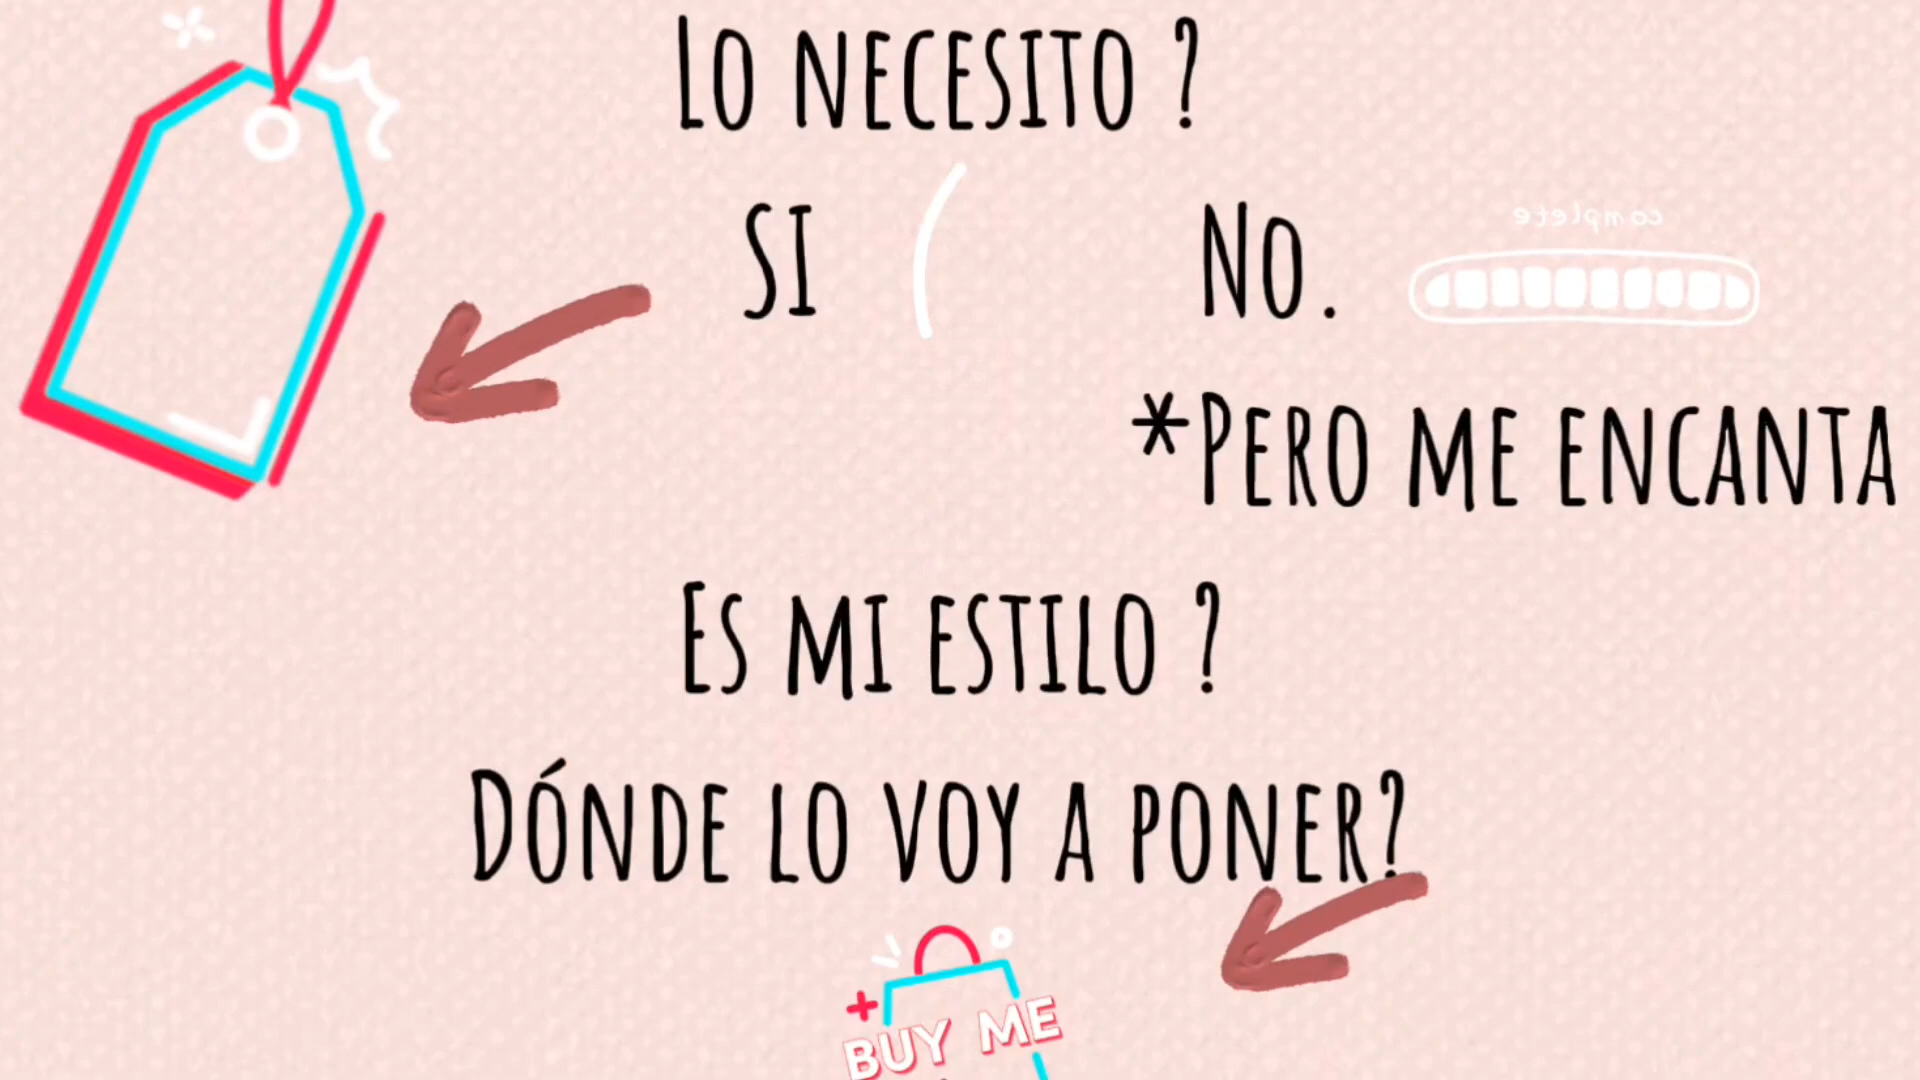 Lo necesito ?
SI No.
complete
*Pero me encanta
Es mi estilo ?
Dónde lo voy a poner?
BUY ME